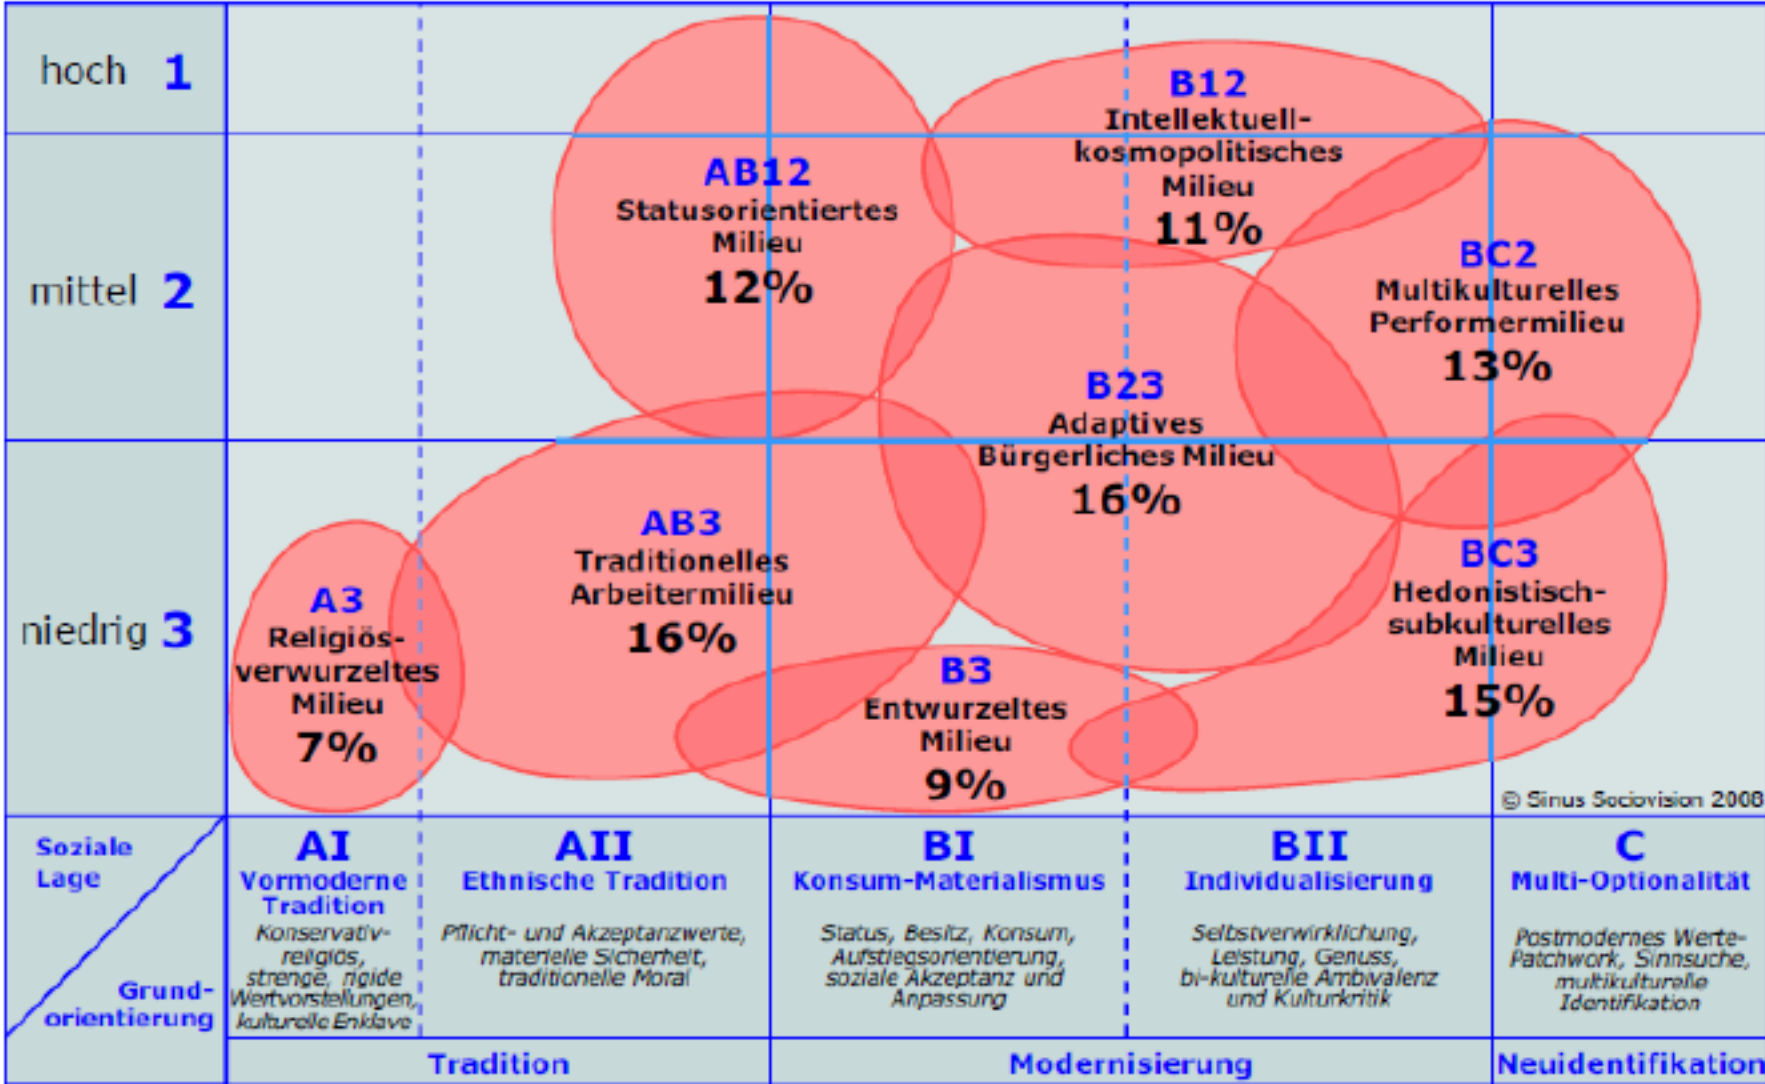 hoch 1
mittel 2
niedrig 3
B12
Intellektuell-
kosmopolitisches
Milieu
11%
AB12
Statusorientiertes
Milieu
12%
BC2
Multikulturelles
Performermilieu
13%
B23
Adaptives
Bürgerliches Milieu
16%
AB3
Traditionelles
Arbeitermilieu
16%
A3
Religiös-
verwurzeltes
Milieu
7%
B3
Entwurzeltes
Milieu
9%
BC3
Hedonistisch-
subkulturelles
Milieu
15%
© Sinus Sociovision 2008
Soziale
Lage
Grund-
orientierung
AI
Vormoderne
Tradition
Konservativ-
religiös,
strenge, rigide
Wertvorstellungen,
kulturelle Enklave
AII
Ethnische Tradition
Pflicht- und Akzeptanzwerte,
materielle Sicherheit,
traditionelle Moral
BI
Konsum-Materialismus
Status, Besitz, Konsum,
Aufstiegsorientierung,
soziale Akzeptanz und
Anpassung
BII
Individualisierung
Selbstverwirklichung,
Leistung, Genuss,
bi-kulturelle Ambivalenz
und Kulturkritik
C
Multi-Optionalität
Postmodernes Werte-
Patchwork, Sinnsuche,
multikulturelle
Identifikation
Tradition
Modernisierung
Neuidentifikation